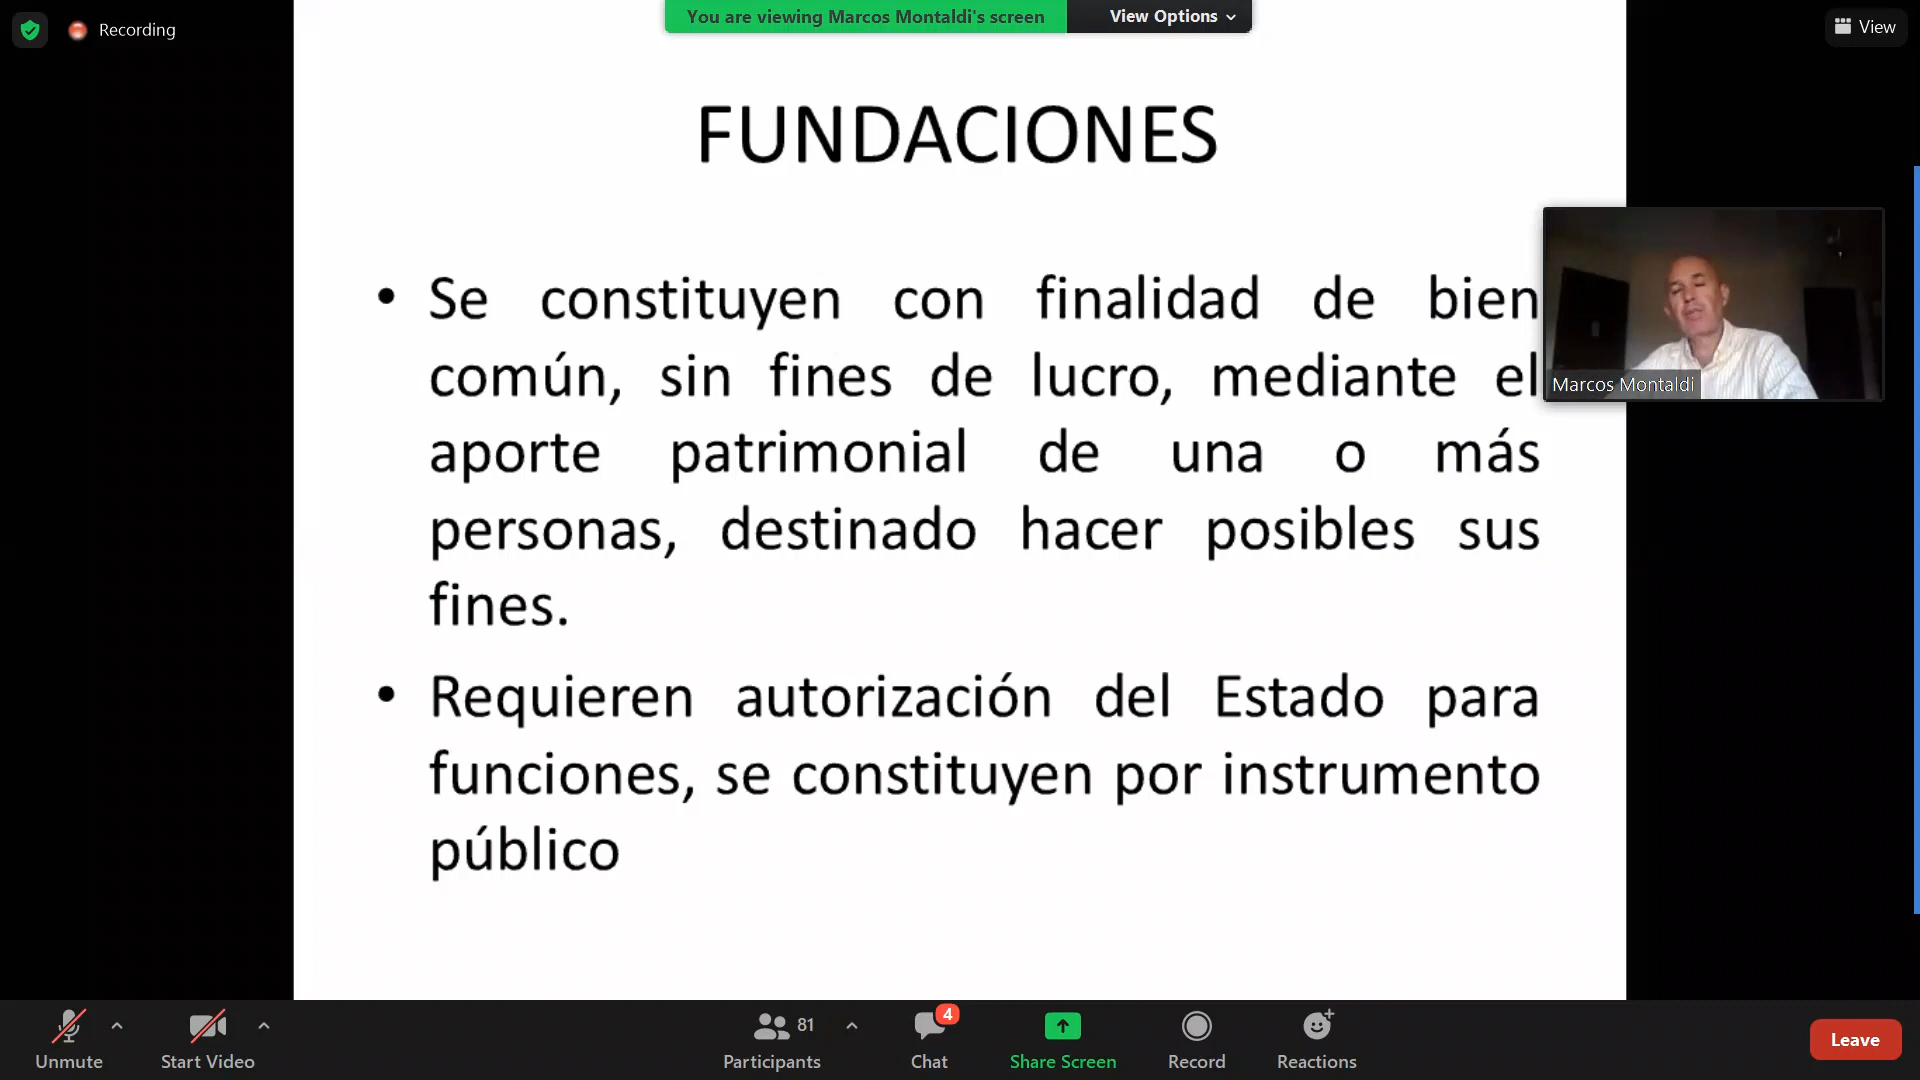 Recording
You are viewing Marcos Montaldi's screen
View Options
View
FUNDACIONES
• Se constituyen con finalidad de bien
común, sin fines de lucro, mediante el
aporte patrimonial de una o más
personas, destinado hacer posibles sus
fines.
• Requieren autorización del Estado para
funciones, se constituyen por instrumento
público
Marcos Montaldi
Unmute
Start Video
81
Participants
4
Chat
Share Screen
Record
Reactions
Leave